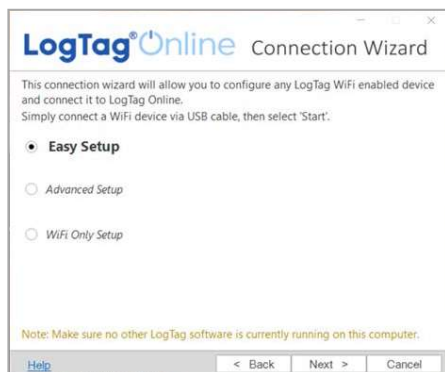 LogTag® Online Connection Wizard
This connection wizard will allow you to configure any LogTag WiFi enabled device
and connect it to LogTag Online.
Simply connect a WiFi device via USB cable, then select 'Start'.
Easy Setup
Advanced Setup
WiFi Only Setup
Note: Make sure no other LogTag software is currently running on this computer.
Help < Back Next > Cancel